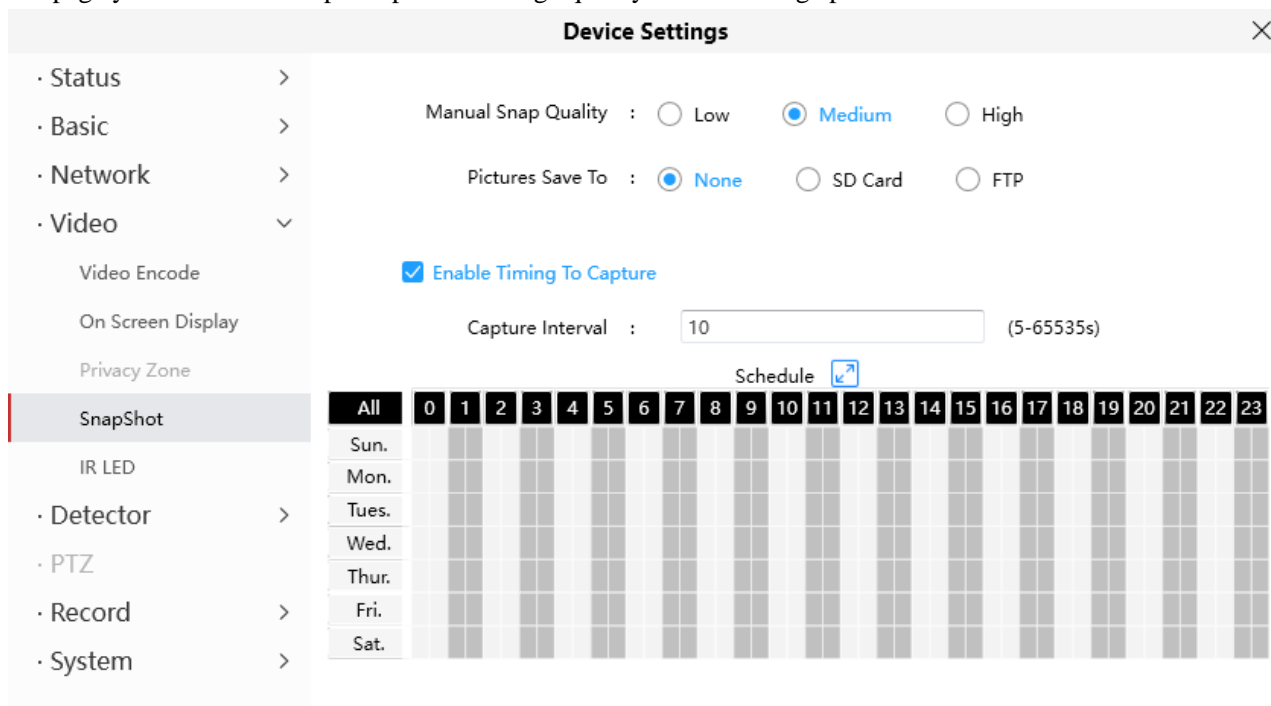 Device Settings
· Status
· Basic
· Network
· Video
Video Encode
On Screen Display
Privacy Zone
SnapShot
IR LED
· Detector
· PTZ
· Record
· System
Manual Snap Quality : Low Medium High
Pictures Save To : None SD Card FTP
Enable Timing To Capture
Capture Interval : 10 (5-65535s)
Schedule
All 0 1 2 3 4 5 6 7 8 9 10 11 12 13 14 15 16 17 18 19 20 21 22 23
Sun.
Mon.
Tues.
Wed.
Thur.
Fri.
Sat.